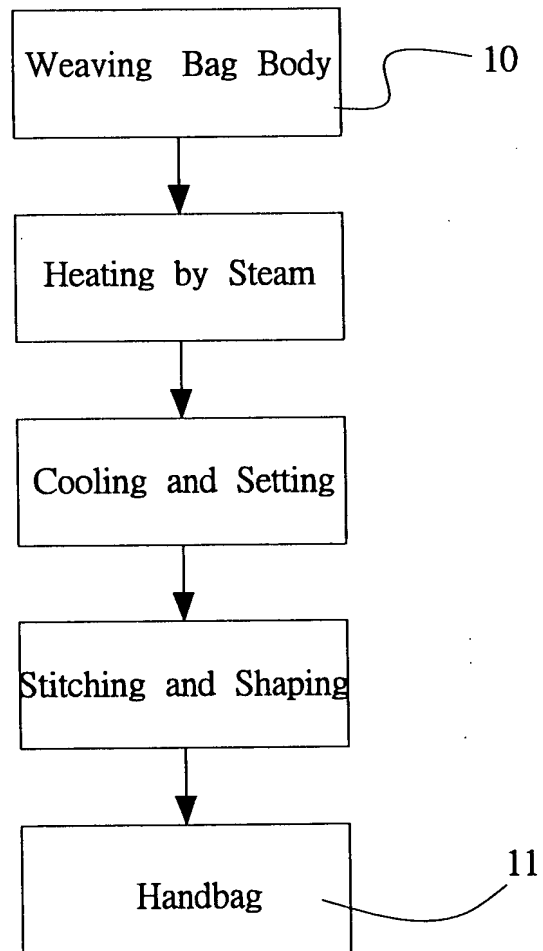 Weaving Bag Body
10
Heating by Steam
Cooling and Setting
Stitching and Shaping
Handbag
11